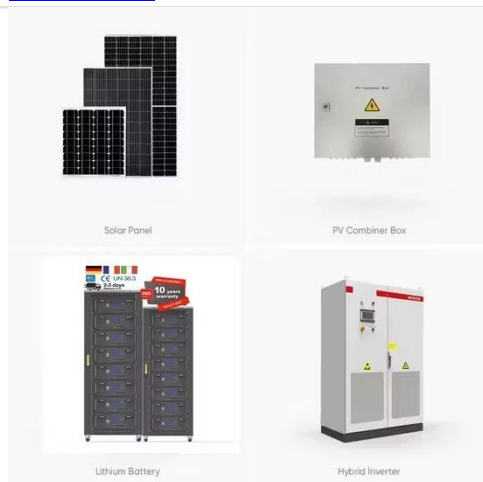 PV Combiner Box
Solar Panel
PV Combiner Box
CE UN38.3
2-3 days
10 years
warranty
Lithium Battery
Hybrid Inverter